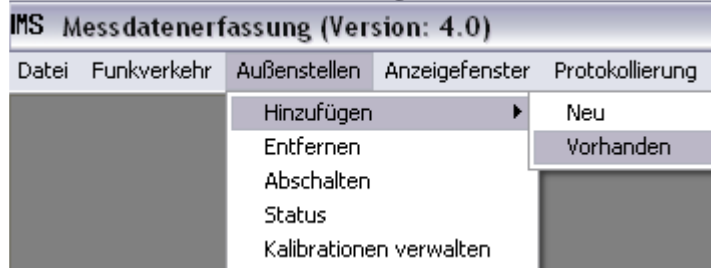 IMS Messdatenerfassung (Version: 4.0)
Datei Funkverkehr Außenstellen Anzeigefenster Protokollierung
Hinzufügen Neu
Entfernen Vorhanden
Abschalten
Status
Kalibrationen verwalten